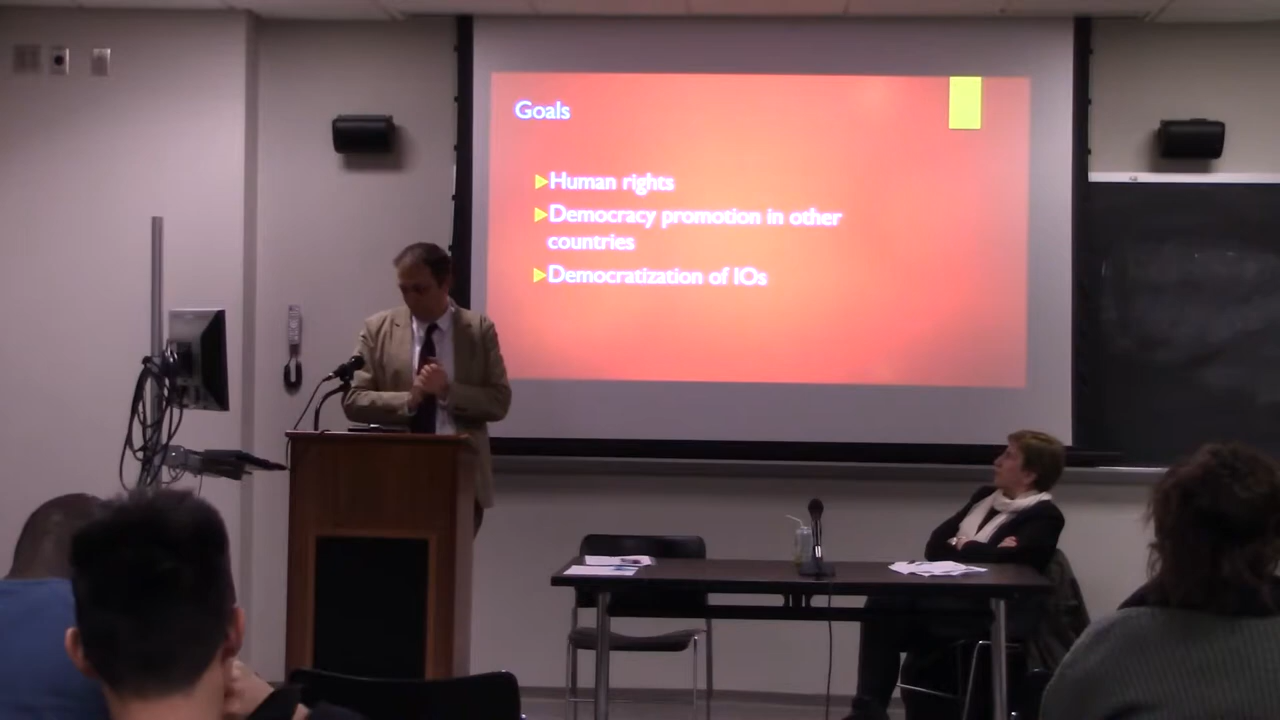 Goals
Human rights
Democracy promotion in other
countries
Democratization of IOs